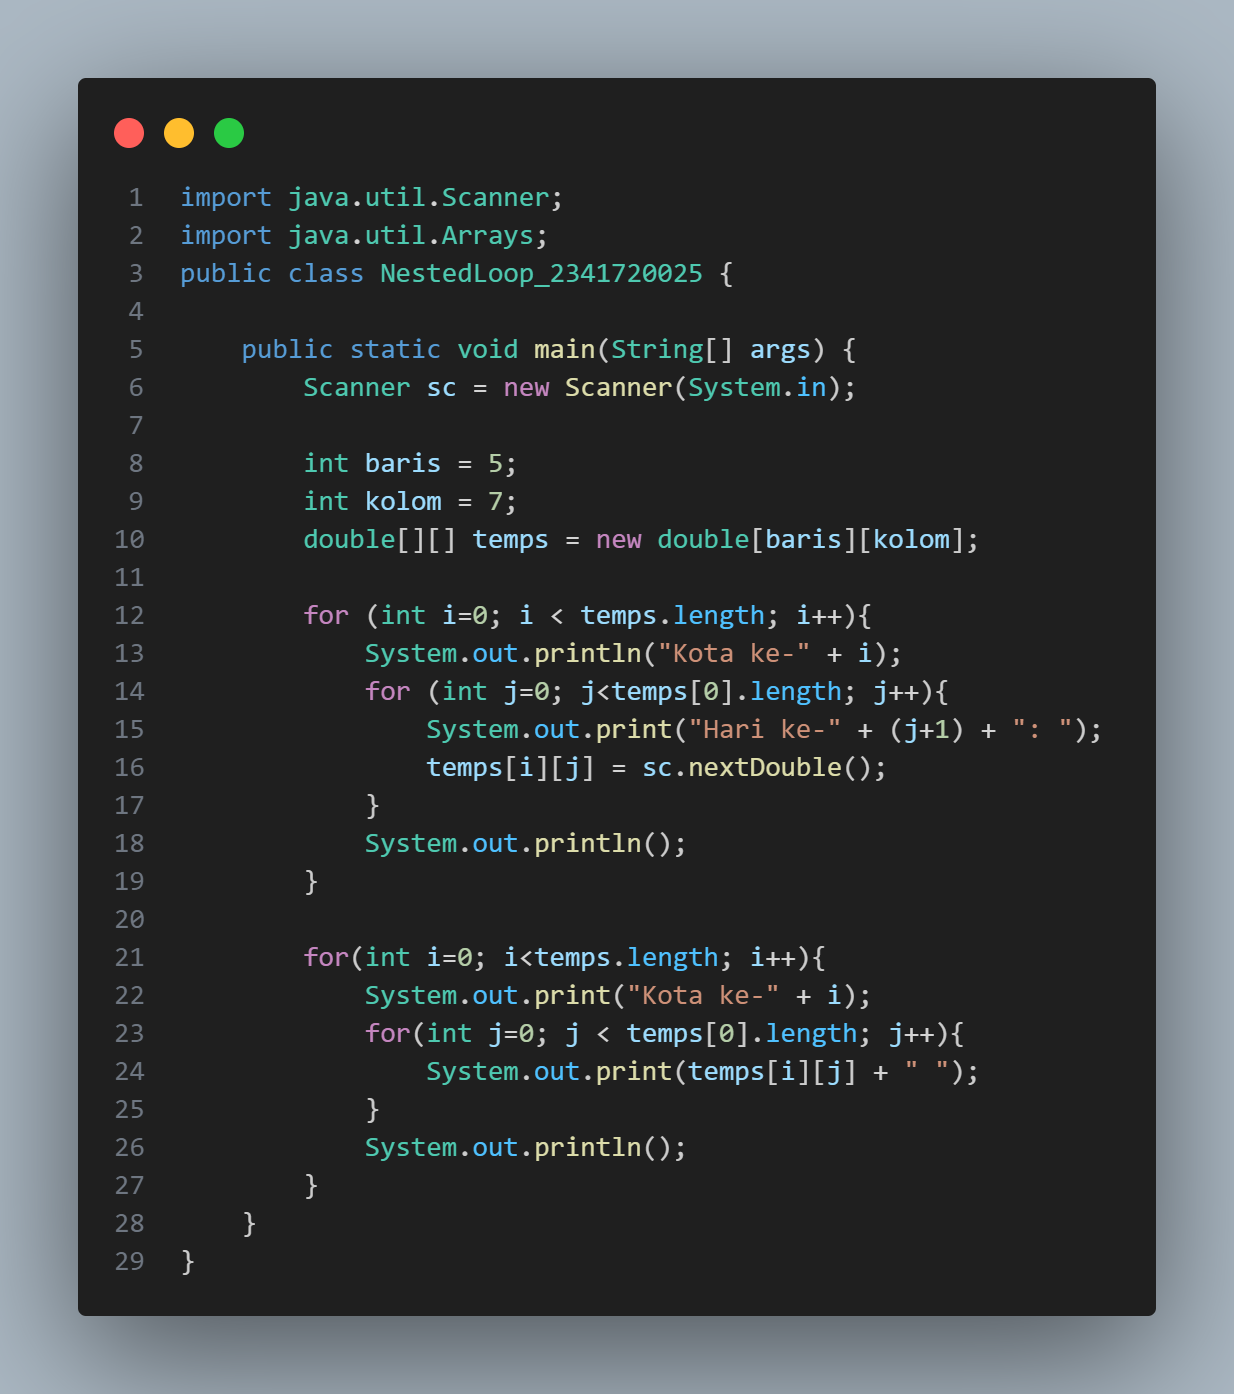 1 import java.util.Scanner;
2 import java.util.Arrays;
3 public class NestedLoop_2341720025 {
4
5     public static void main(String[] args) {
6         Scanner sc = new Scanner(System.in);
7
8         int baris = 5;
9         int kolom = 7;
10         double[][] temps = new double[baris][kolom];
11
12         for (int i=0; i < temps.length; i++){
13             System.out.println("Kota ke-" + i);
14             for (int j=0; j<temps[0].length; j++){
15                 System.out.print("Hari ke-" + (j+1) + ": ");
16                 temps[i][j] = sc.nextDouble();
17             }
18             System.out.println();
19         }
20
21         for(int i=0; i<temps.length; i++){
22             System.out.print("Kota ke-" + i);
23             for(int j=0; j < temps[0].length; j++){
24                 System.out.print(temps[i][j] + " ");
25             }
26             System.out.println();
27         }
28     }
29 }